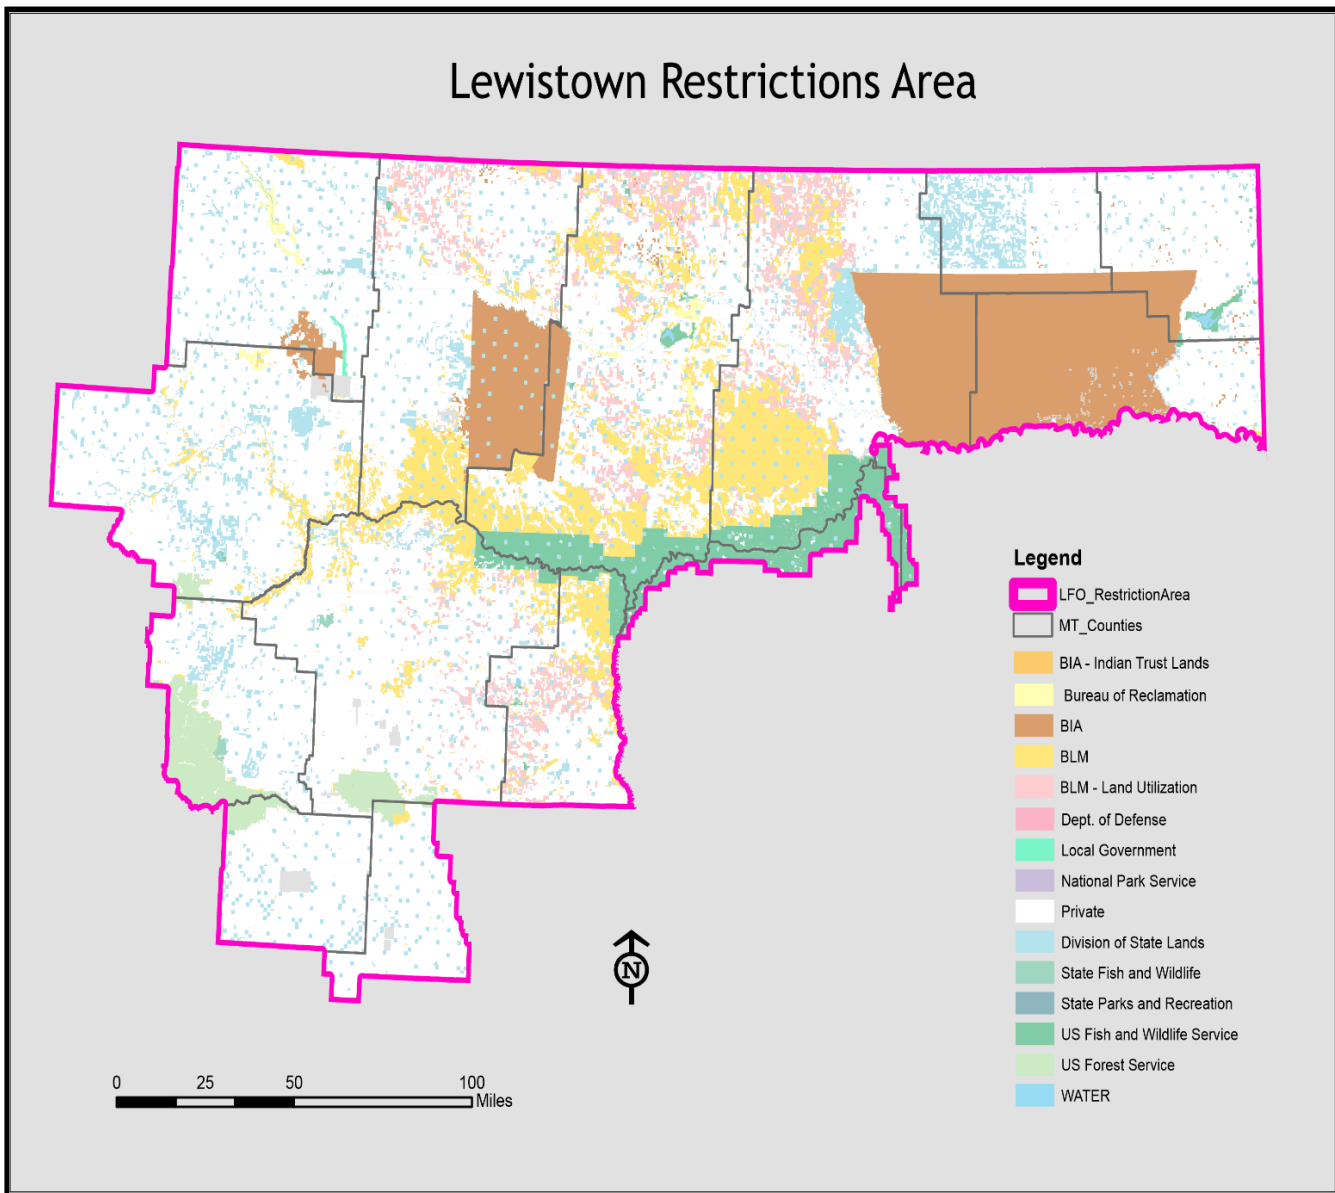 Lewistown Restrictions Area
Legend
LFO_RestrictionArea
MT_Counties
BIA - Indian Trust Lands
Bureau of Reclamation
BIA
BLM
BLM - Land Utilization
Dept. of Defense
Local Government
National Park Service
Private
Division of State Lands
State Fish and Wildlife
State Parks and Recreation
US Fish and Wildlife Service
US Forest Service
WATER
N
0 25 50 100
Miles